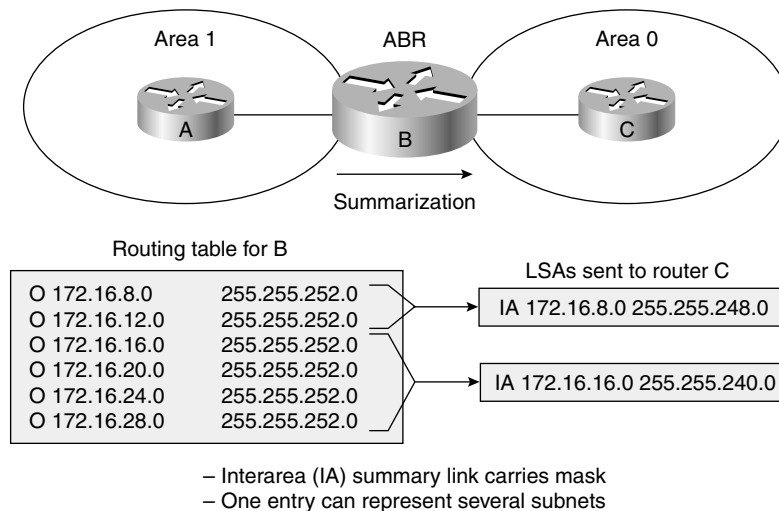 Area 1
ABR
Area 0
A
B
C
Summarization
Routing table for B
LSAs sent to router C
O 172.16.8.0 255.255.252.0
O 172.16.12.0 255.255.252.0
O 172.16.16.0 255.255.252.0
O 172.16.20.0 255.255.252.0
O 172.16.24.0 255.255.252.0
O 172.16.28.0 255.255.252.0
IA 172.16.8.0 255.255.248.0
IA 172.16.16.0 255.255.240.0
– Interarea (IA) summary link carries mask
– One entry can represent several subnets